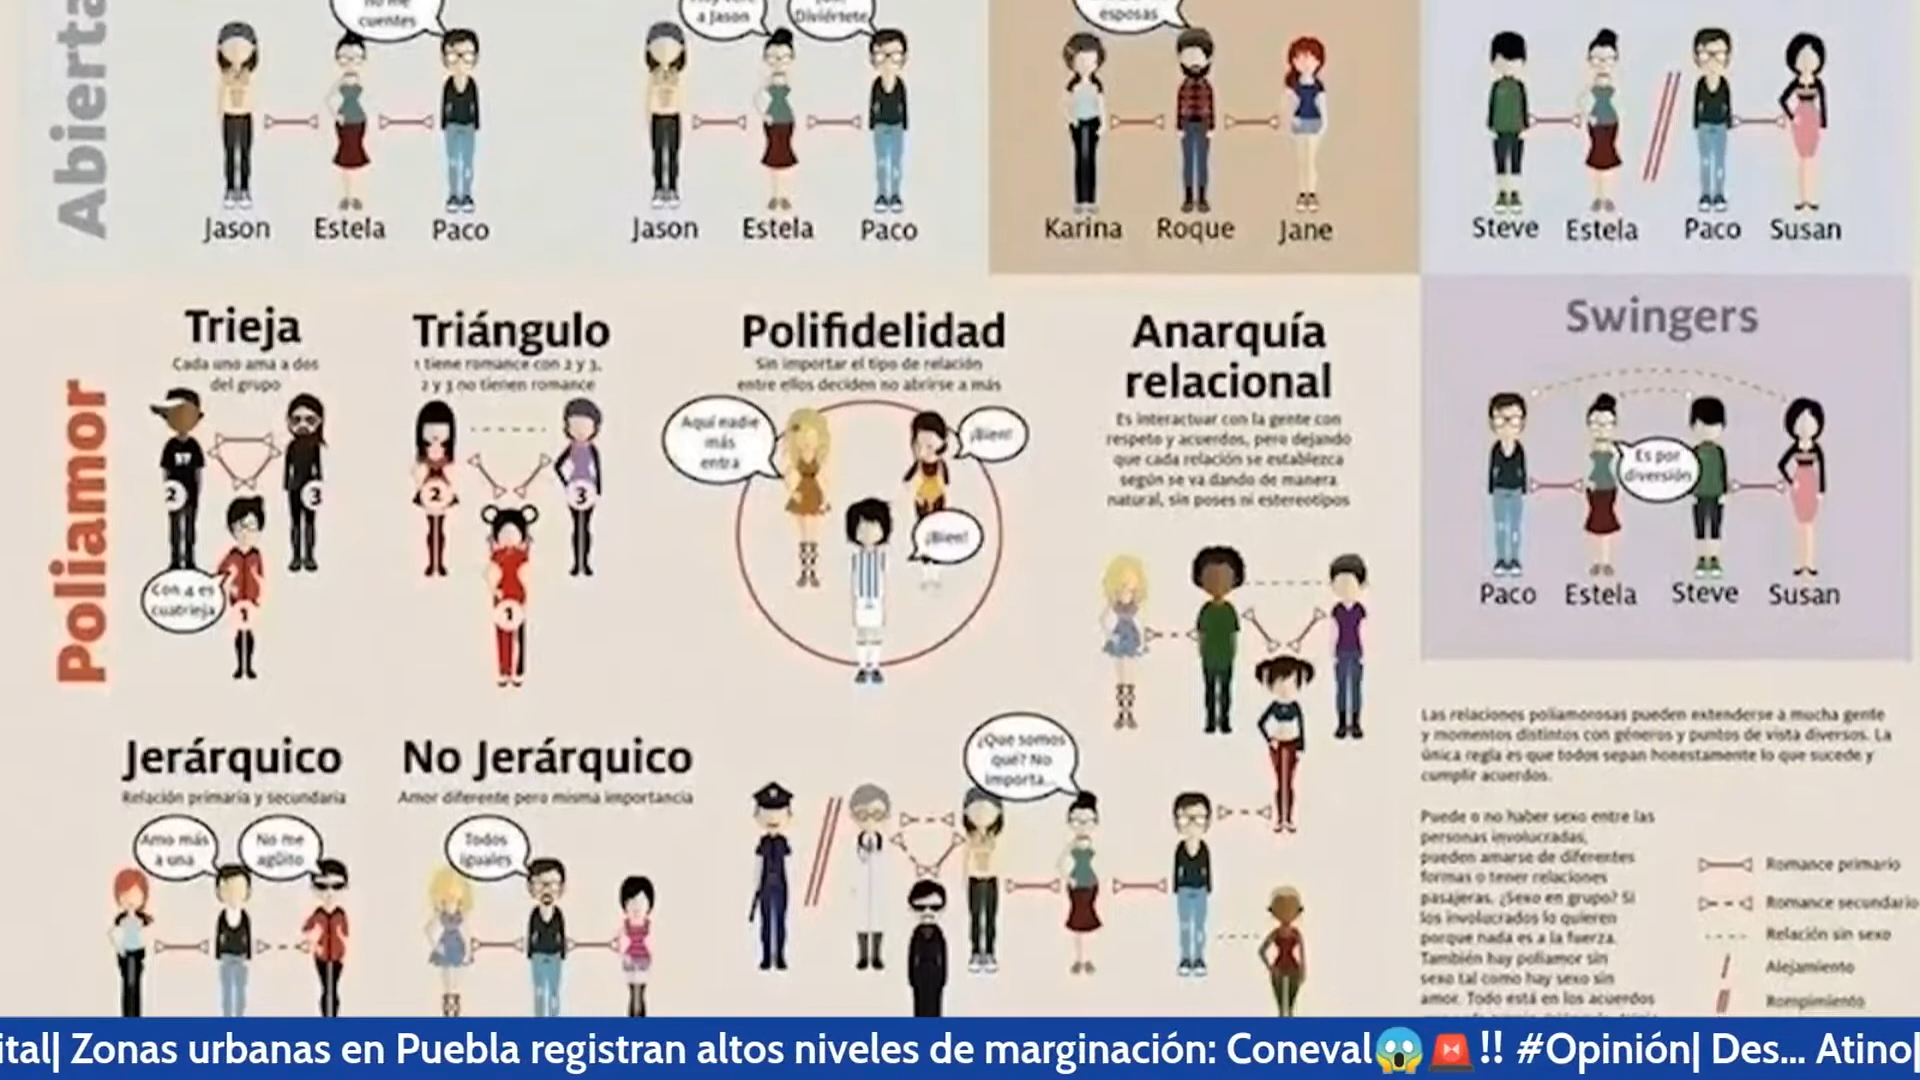 Abierta
no me
cuentes
a Jason
Diviértete
esposas
Jason
Estela
Paco
Jason
Estela
Paco
Karina
Roque
Jane
Steve
Estela
Paco
Susan
Poliamor
Trieja
Cada uno ama a dos
del grupo
2
3
Con 4 es
cuatrieja
1
Triángulo
1 tiene romance con 2 y 3,
2 y 3 no tienen romance
2
3
1
Polifidelidad
Sin importar el tipo de relación
entre ellos deciden no abrirse a más
Aquí nadie
más
entra
¡Bien!
¡Bien!
Anarquía
relacional
Es interactuar con la gente con
respeto y acuerdos, pero dejando
que cada relación se establezca
según se va dando de manera
natural, sin poses ni estereotipos
Swingers
Es por
diversión
Paco
Estela
Steve
Susan
Jerárquico
Relación primaria y secundaria
Amo más
a una
No me
agüito
No Jerárquico
Amor diferente pero misma importancia
Todos
iguales
¿Que somos
qué? No
importa...
Las relaciones poliamorosas pueden extenderse a mucha gente
y momentos distintos con géneros y puntos de vista diversos. La
única regla es que todos sepan honestamente lo que sucede y
cumplir acuerdos.
Puede o no haber sexo entre las
personas involucradas,
pueden amarse de diferentes
formas o tener relaciones
pasajeras. ¿Sexo en grupo? Si
los involucrados lo quieren
porque nada es a la fuerza.
También hay poliamor sin
sexo tal como hay sexo sin
amor. Todo está en los acuerdos
Romance primario
Romance secundario
Relación sin sexo
Alejamiento
Rompimiento
ital| Zonas urbanas en Puebla registran altos niveles de marginación: Coneval😱🚨!! #Opinión| Des... Atino|